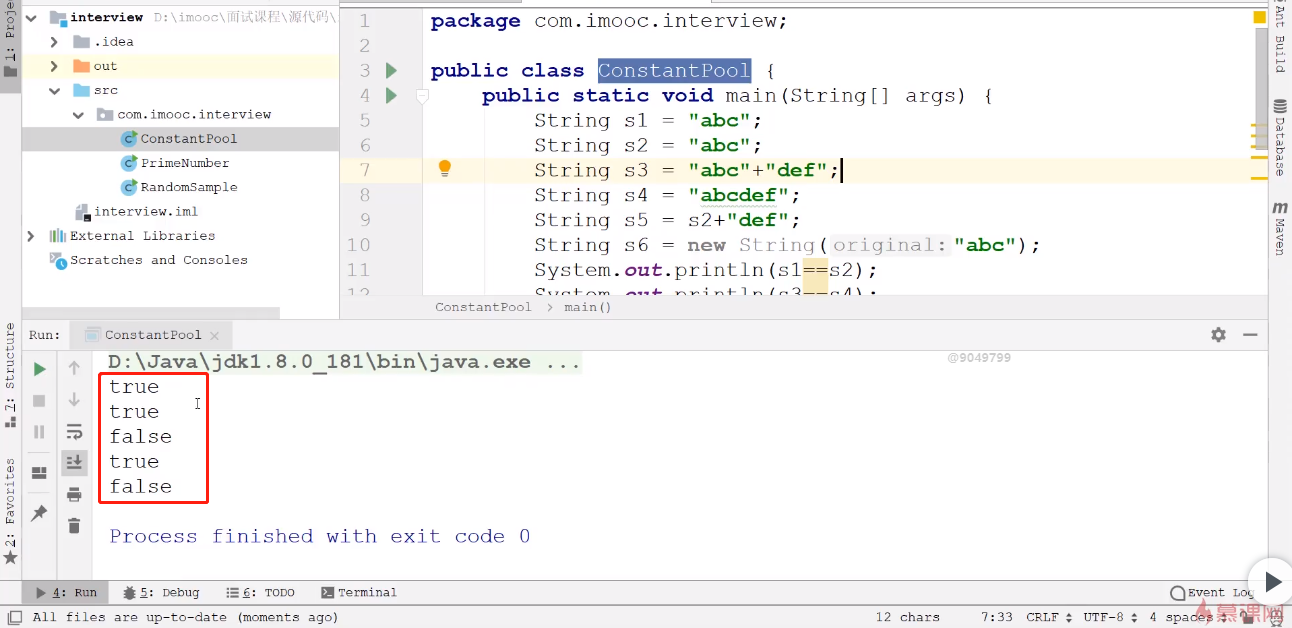 1: Proje
interview D:\imooc\面试课程\源代码\
.idea
out
src
com.imooc.interview
ConstantPool
PrimeNumber
RandomSample
interview.iml
External Libraries
Scratches and Consoles
1 package com.imooc.interview;
2
3 public class ConstantPool {
4 public static void main(String[] args) {
5 String s1 = "abc";
6 String s2 = "abc";
7 String s3 = "abc"+"def";
8 String s4 = "abcdef";
9 String s5 = s2+"def";
10 String s6 = new String( original: "abc");
11 System.out.println(s1==s2);
12 System.out.println(s3==s4);
ConstantPool > main()
Ant Build
Database
m Maven
Run: ConstantPool
D:\Java\jdk1.8.0_181\bin\java.exe ...
true
true
false
true
false
Process finished with exit code 0
@9049799
7: Structure
2: Favorites
4: Run 5: Debug 6: TODO Terminal Event Log
All files are up-to-date (moments ago) 12 chars 7:33 CRLF UTF-8 4 spaces
慕课网